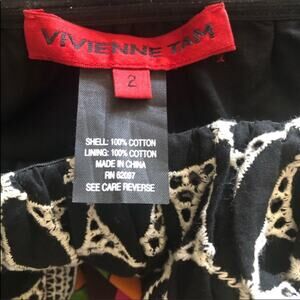 VIVIENNE TAM
2
SHELL: 100% COTTON
LINING: 100% COTTON
MADE IN CHINA
RN 62097
SEE CARE REVERSE